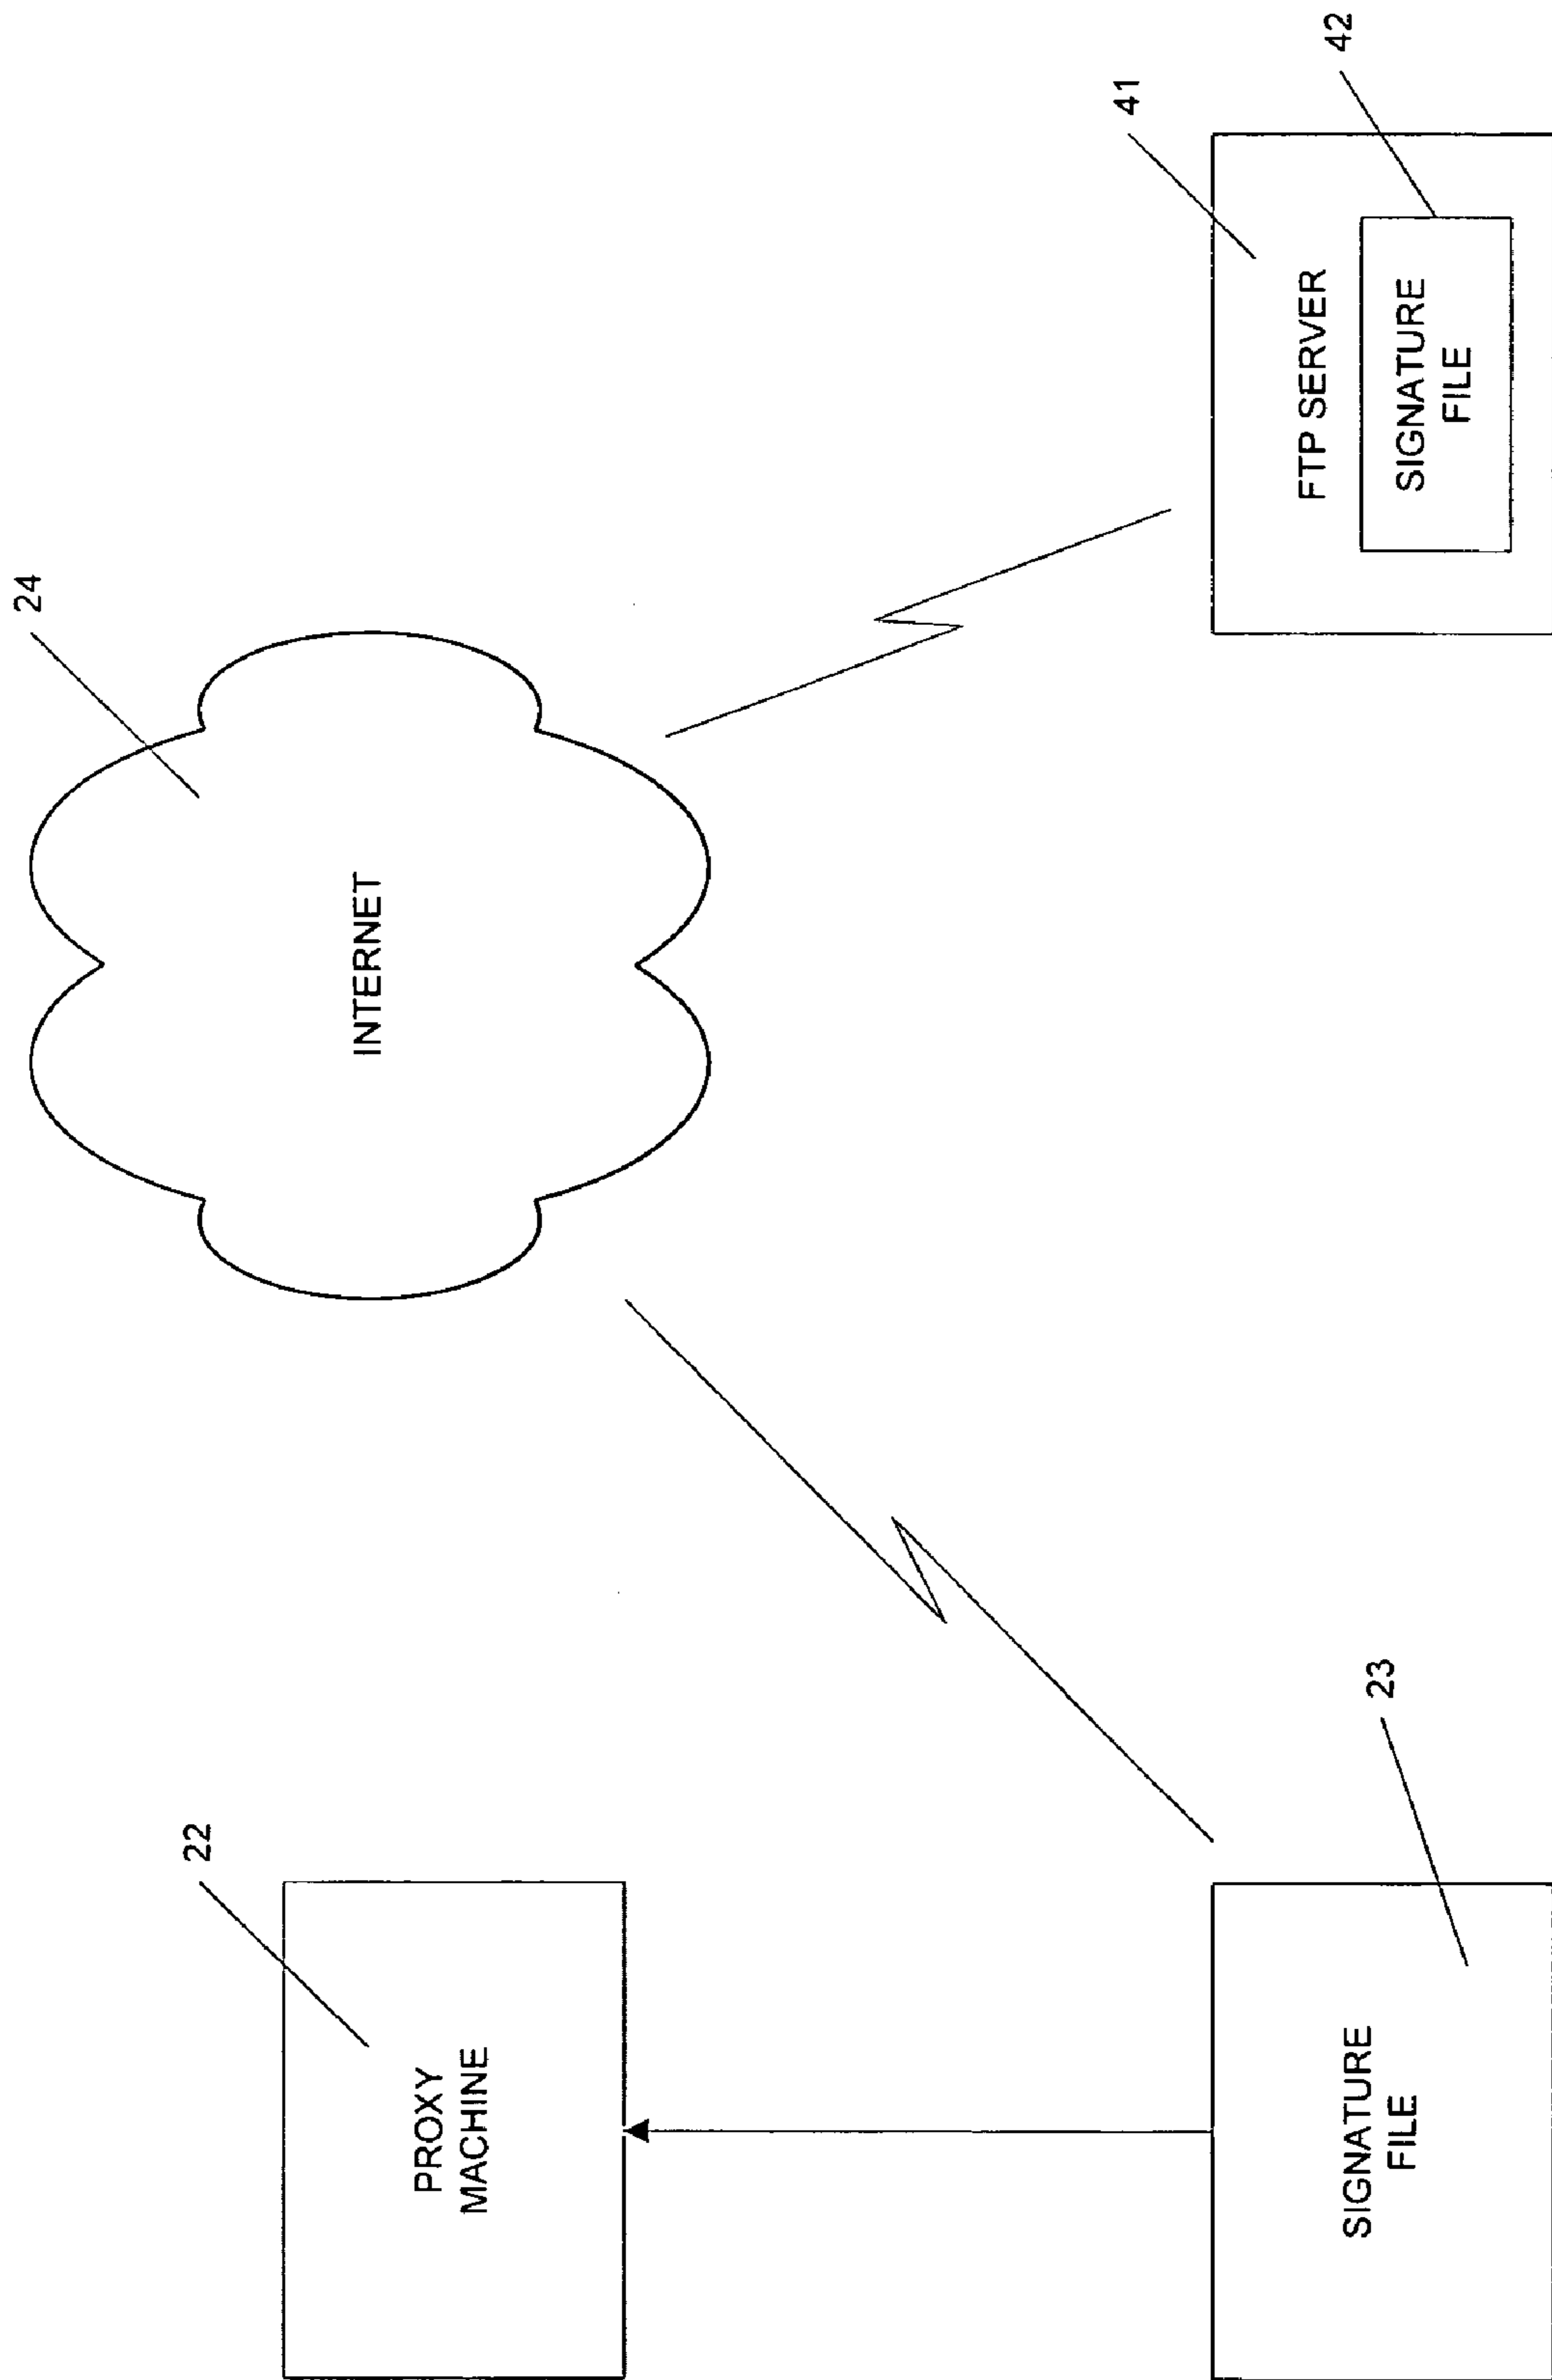 22
PROXY
MACHINE
24
INTERNET
23
SIGNATURE
FILE
41
FTP SERVER
42
SIGNATURE
FILE